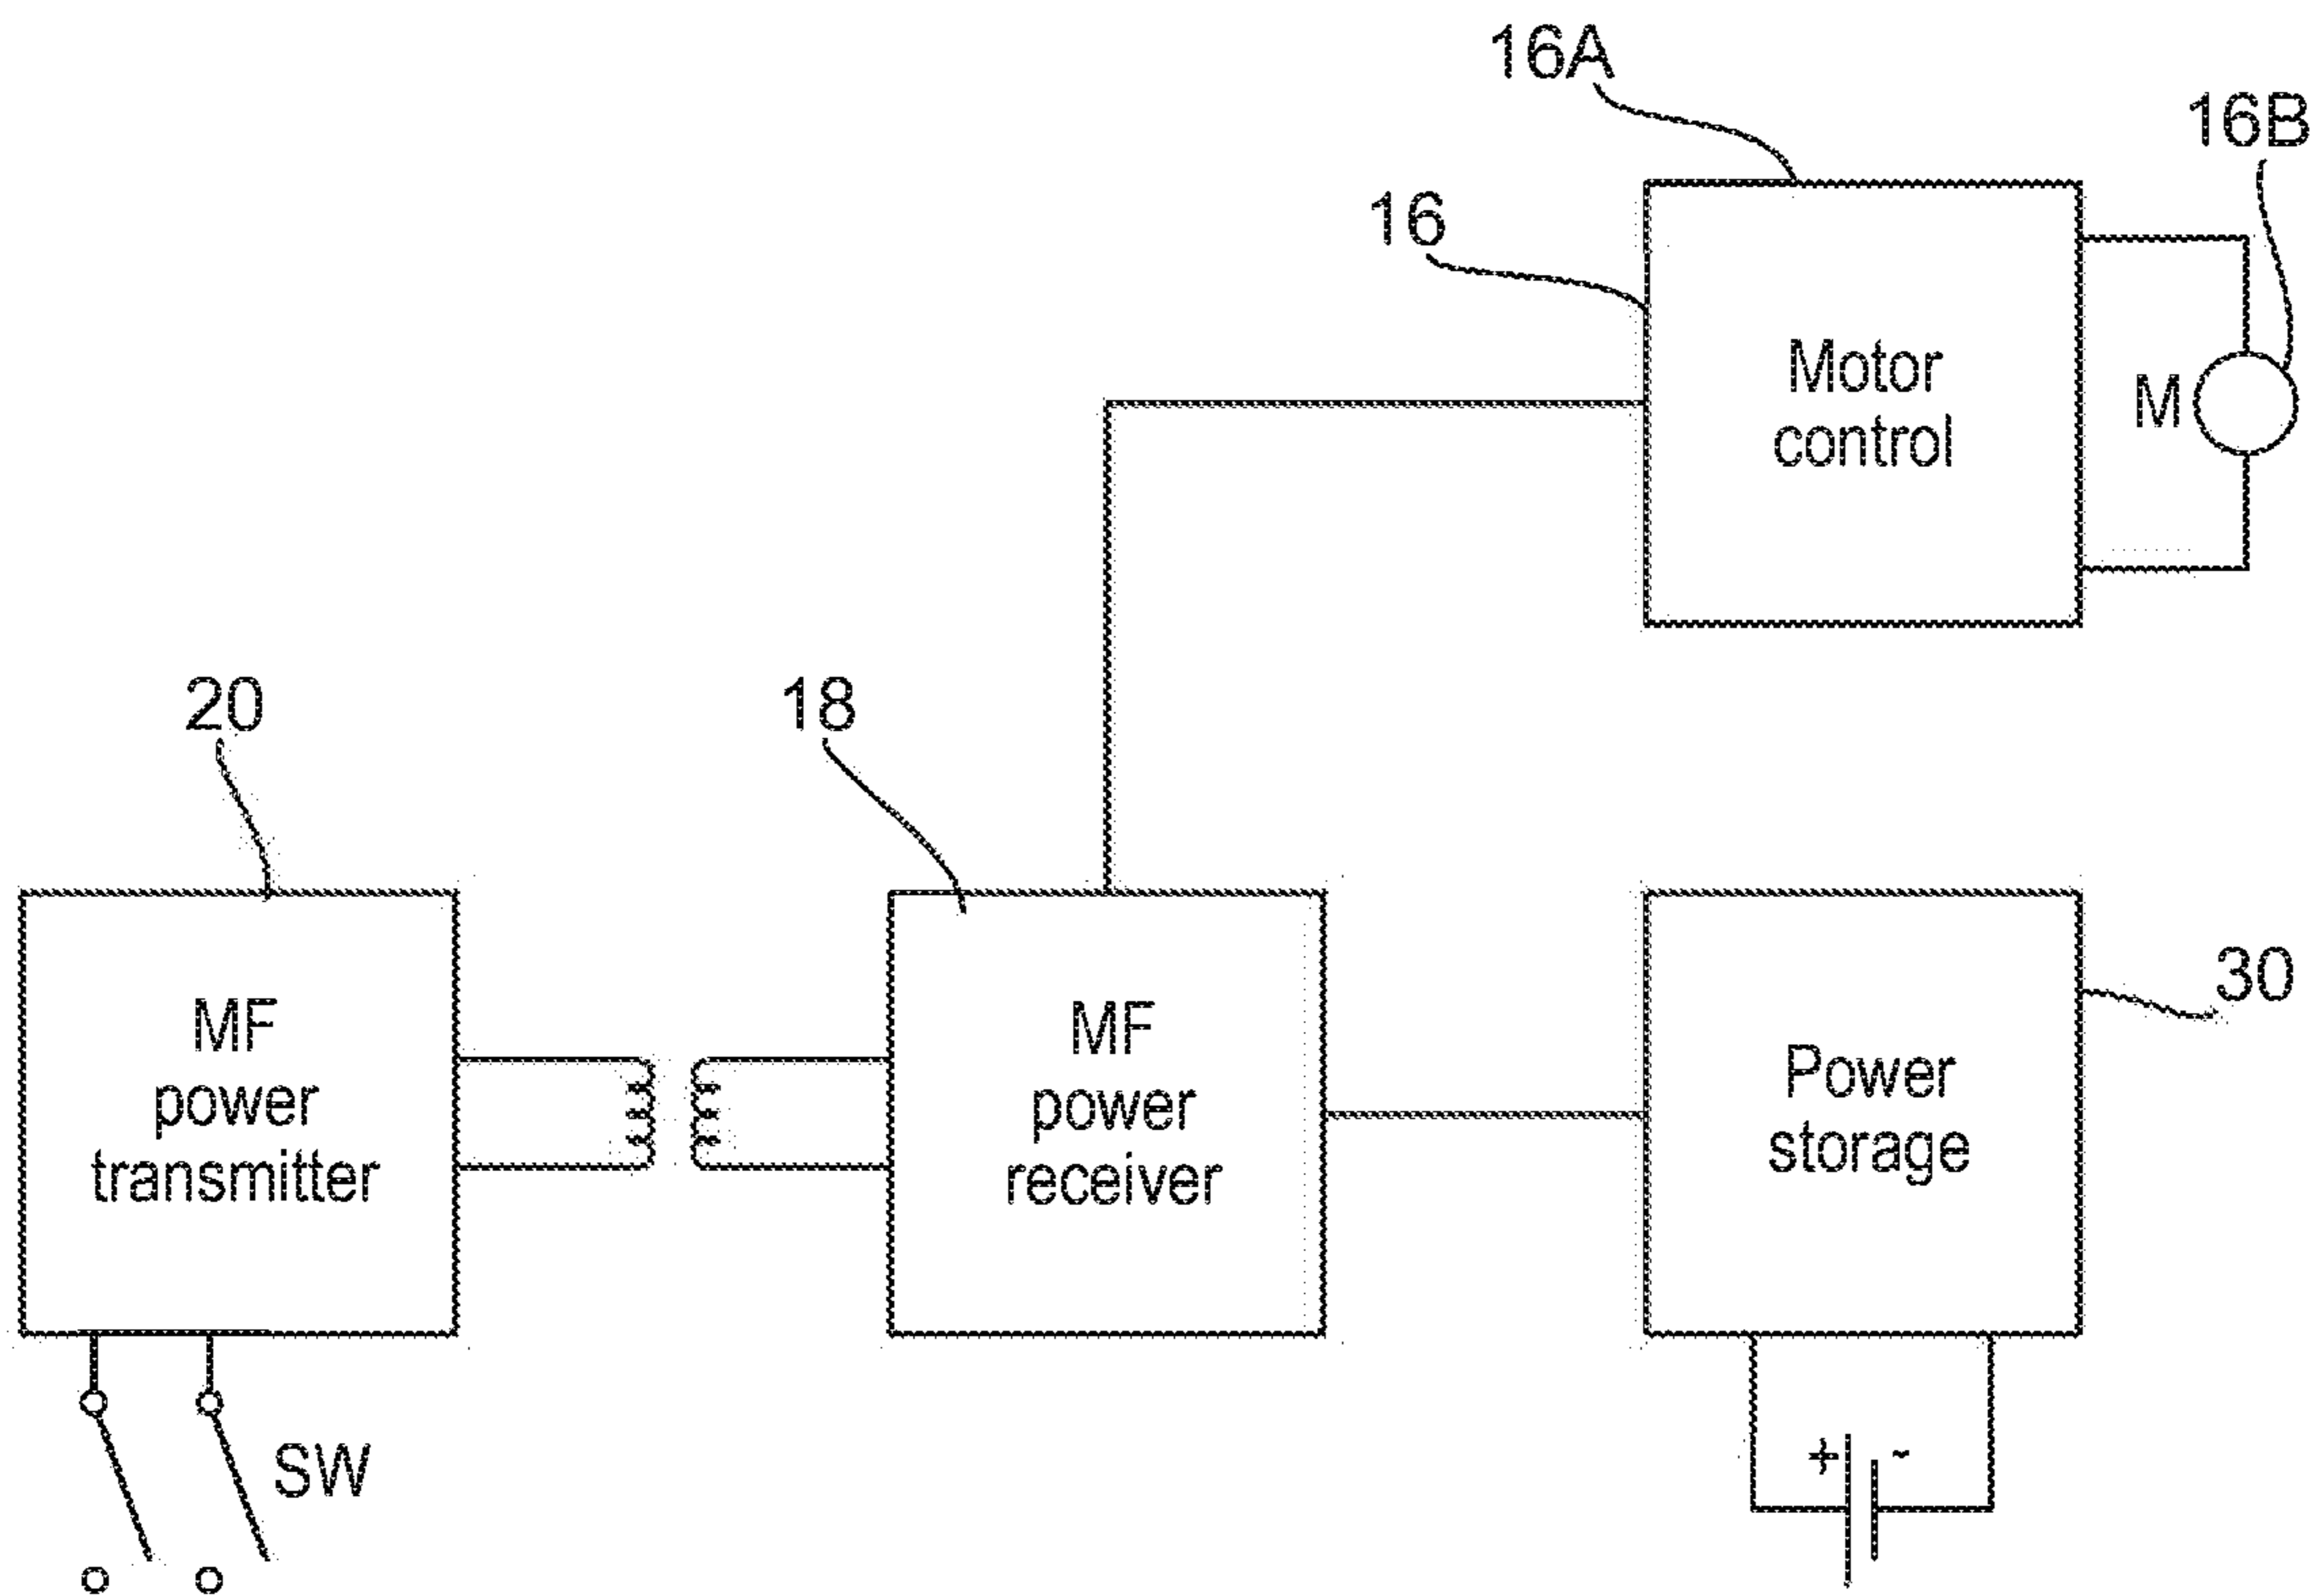 16A
16B
16
Motor
control
M
20
18
MF
power
transmitter
MF
power
receiver
30
Power
storage
SW
+ -